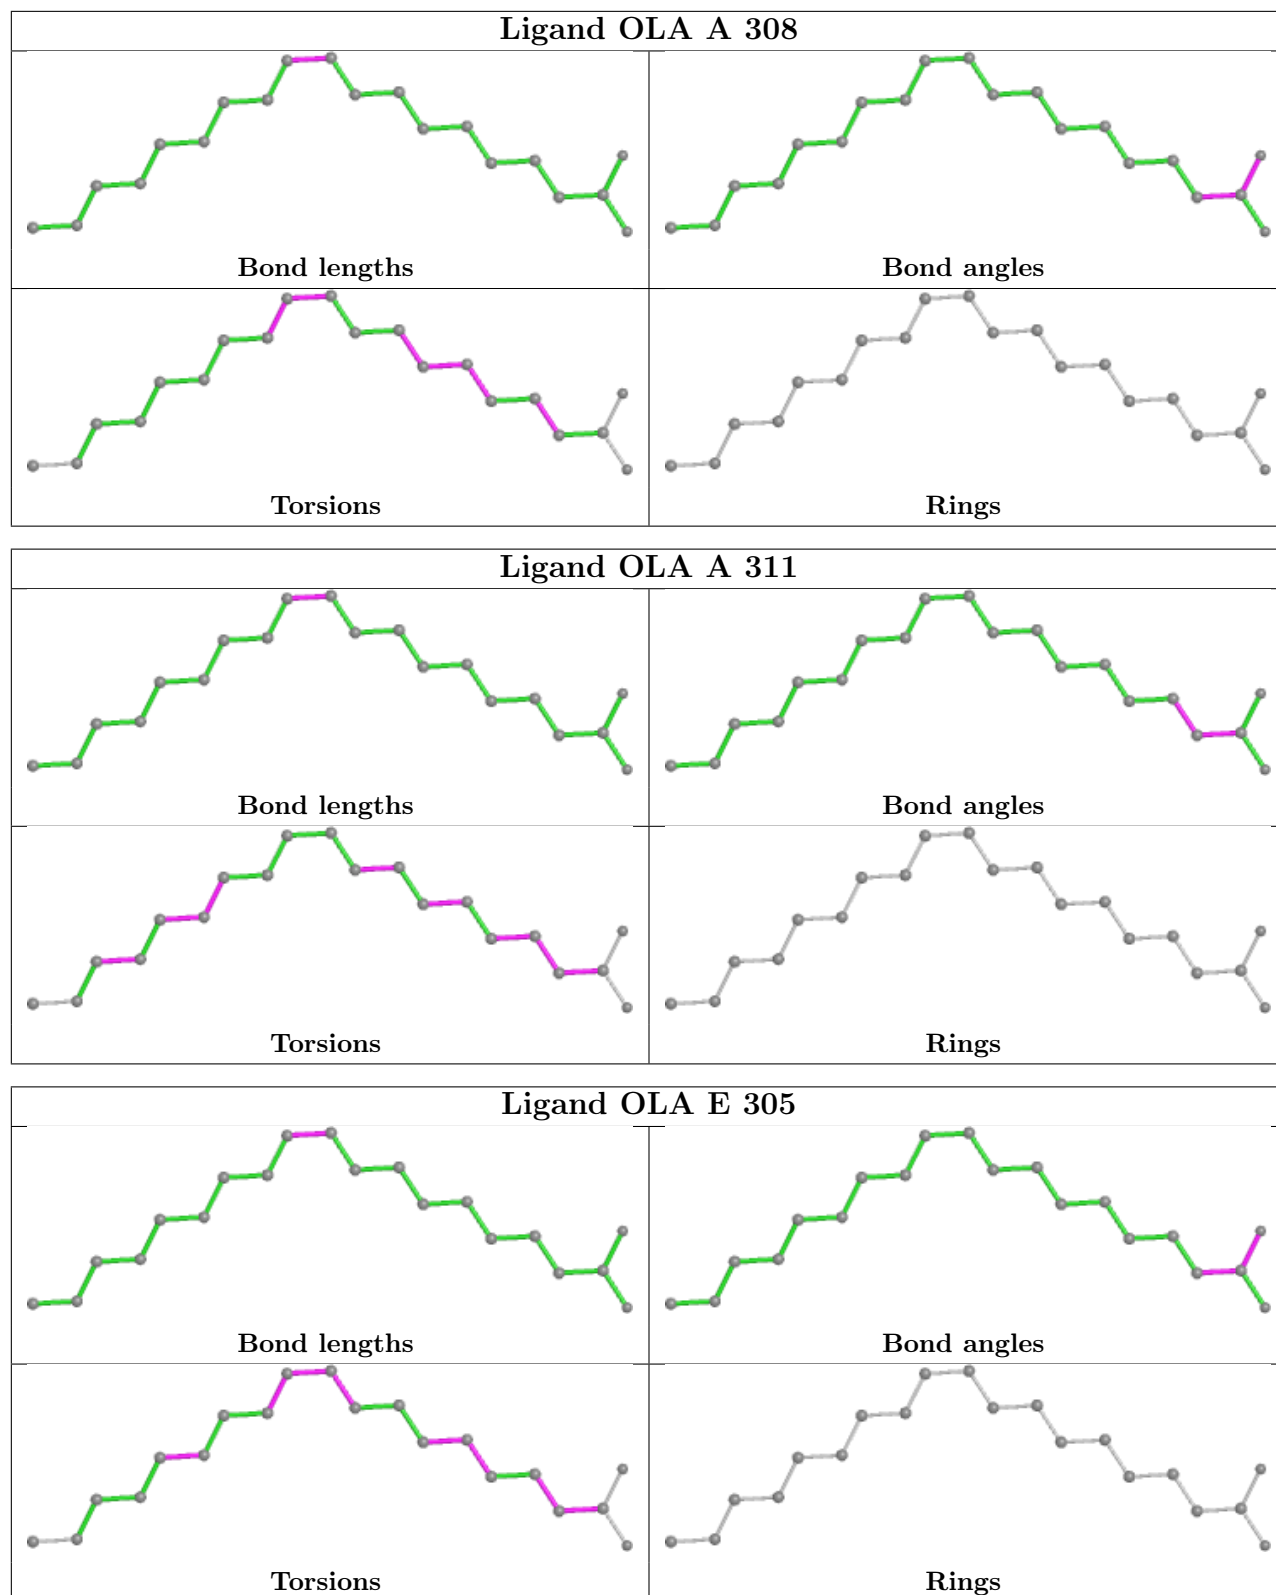 Ligand OLA A 308
Bond lengths
Bond angles
Torsions
Rings
Ligand OLA A 311
Bond lengths
Bond angles
Torsions
Rings
Ligand OLA E 305
Bond lengths
Bond angles
Torsions
Rings